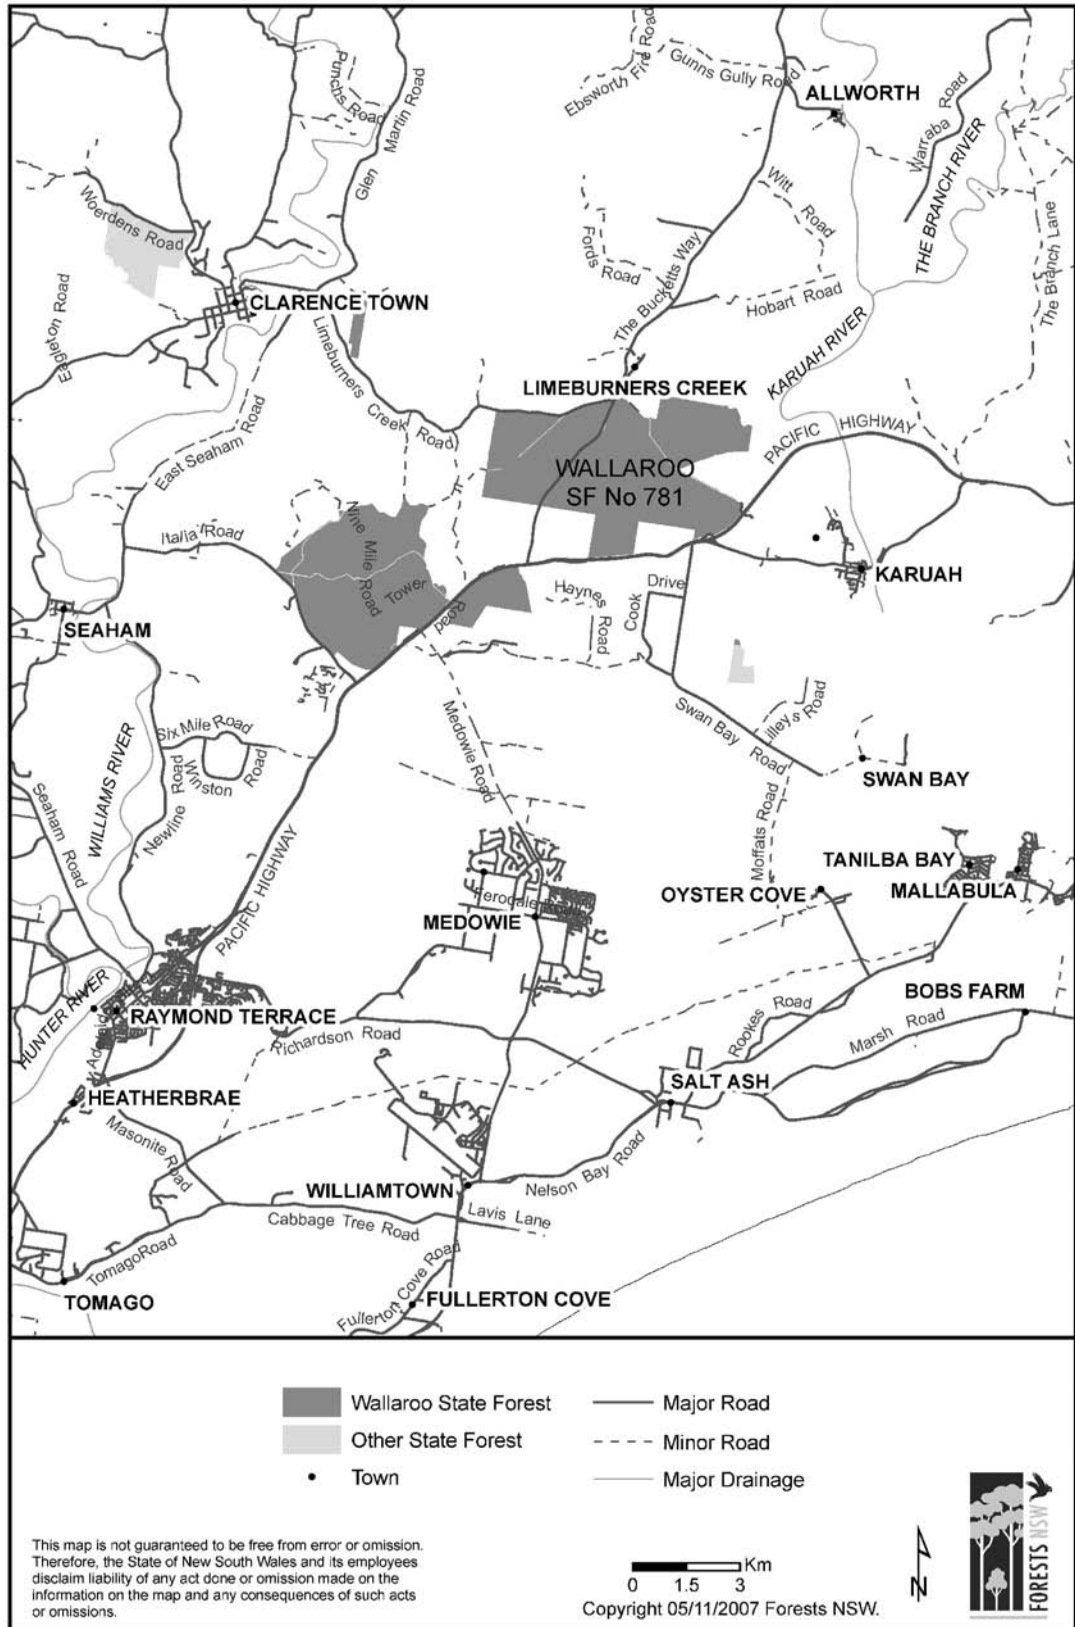 Punchs Road
Glen Martin Road
Ebsworth Fire Road
Gunns Gully Road
ALLWORTH
Warraba Road
THE BRANCH RIVER
The Branch Lane
Woerdens Road
Witt Road
Fords Road
The Bucketts Way
Hobart Road
Eagleton Road
CLARENCE TOWN
Limeburners Creek Road
KARUAH RIVER
LIMEBURNERS CREEK
PACIFIC HIGHWAY
East Seaham Road
WALLAROO
SF No 781
Italia Road
Nine Mile Road
Tower Road
Haynes Road
Cook Drive
KARUAH
SEAHAM
Medowie Road
Swan Bay Road
Lilleys Road
SWAN BAY
Six Mile Road
Winston Road
WILLIAMS RIVER
Newline Road
Seaham Road
PACIFIC HIGHWAY
Moffats Road
TANILBA BAY
MALLABULA
OYSTER COVE
Ferodale Road
MEDOWIE
HUNTER RIVER
Adelaide
RAYMOND TERRACE
Richardson Road
Rookes Road
Marsh Road
BOBS FARM
SALT ASH
HEATHERBRAE
Masonite Road
WILLIAMTOWN
Nelson Bay Road
Lavis Lane
Cabbage Tree Road
Tomago Road
TOMAGO
Fullerton Cove Road
FULLERTON COVE
Wallaroo State Forest
Other State Forest
Town
Major Road
Minor Road
Major Drainage
This map is not guaranteed to be free from error or omission.
Therefore, the State of New South Wales and its employees
disclaim liability of any act done or omission made on the
information on the map and any consequences of such acts
or omissions.
Km
0 1.5 3
Copyright 05/11/2007 Forests NSW.
N
FORESTS NSW